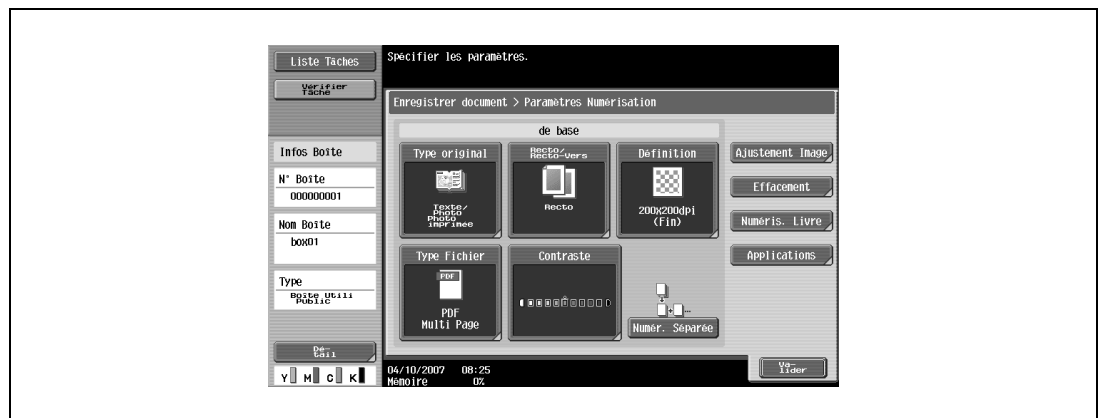 Liste Tâches
Spécifier les paramètres.
Vérifier
Tâche
Enregistrer document > Paramètres Numérisation
de base
Infos Boîte
Type original
Recto/
Recto-Vers
Définition
Ajustement Image
N° Boîte
000000001
Effacement
Texte/
Photo
Photo
imprimée
Recto
200x200dpi
(Fin)
Nom Boîte
box01
Numéris. Livre
Type Fichier
Contraste
Applications
Type
Boîte Utili
Public
PDF
PDF
Multi Page
Numér. Séparée
Dé-
tail
Va-
lider
Y M C K
04/10/2007 08:25
Mémoire 0%